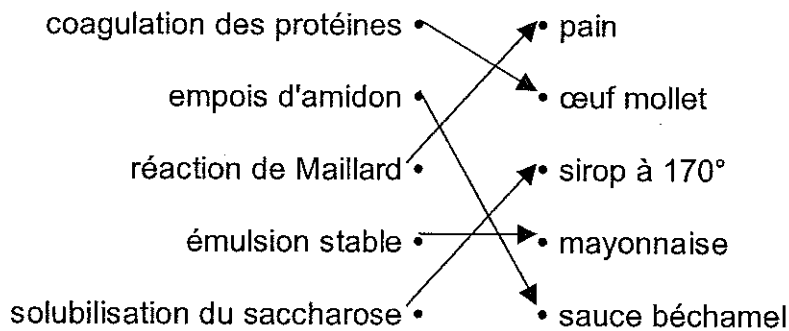 coagulation des protéines • • pain
empois d'amidon • • œuf mollet
réaction de Maillard • • sirop à 170°
émulsion stable • • mayonnaise
solubilisation du saccharose • • sauce béchamel